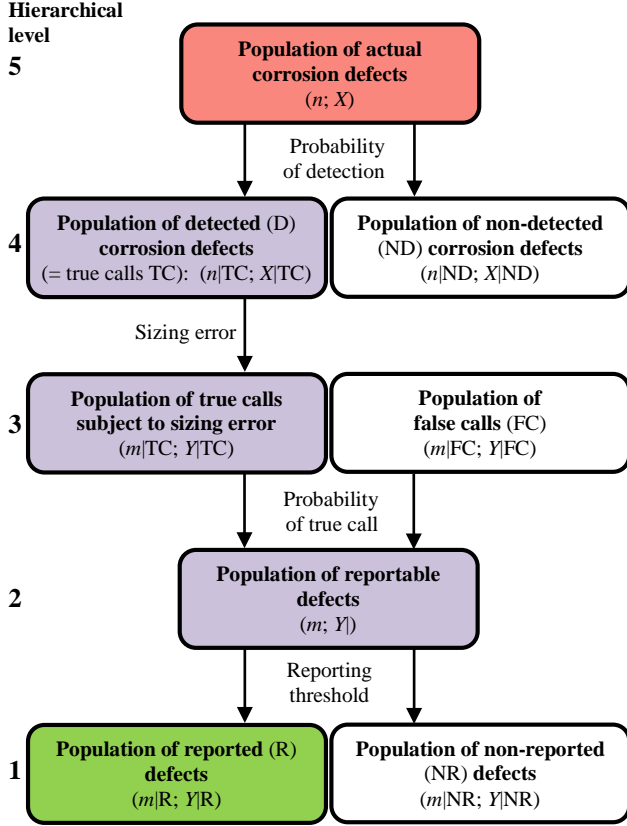 Hierarchical
level
5
Population of actual
corrosion defects
(n; X)
Probability
of detection
4
Population of detected (D)
corrosion defects
(= true calls TC): (n|TC; X|TC)
Population of non-detected
(ND) corrosion defects
(n|ND; X|ND)
Sizing error
3
Population of true calls
subject to sizing error
(m|TC; Y|TC)
Population of
false calls (FC)
(m|FC; Y|FC)
Probability
of true call
2
Population of reportable
defects
(m; Y|)
Reporting
threshold
1
Population of reported (R)
defects
(m|R; Y|R)
Population of non-reported
(NR) defects
(m|NR; Y|NR)